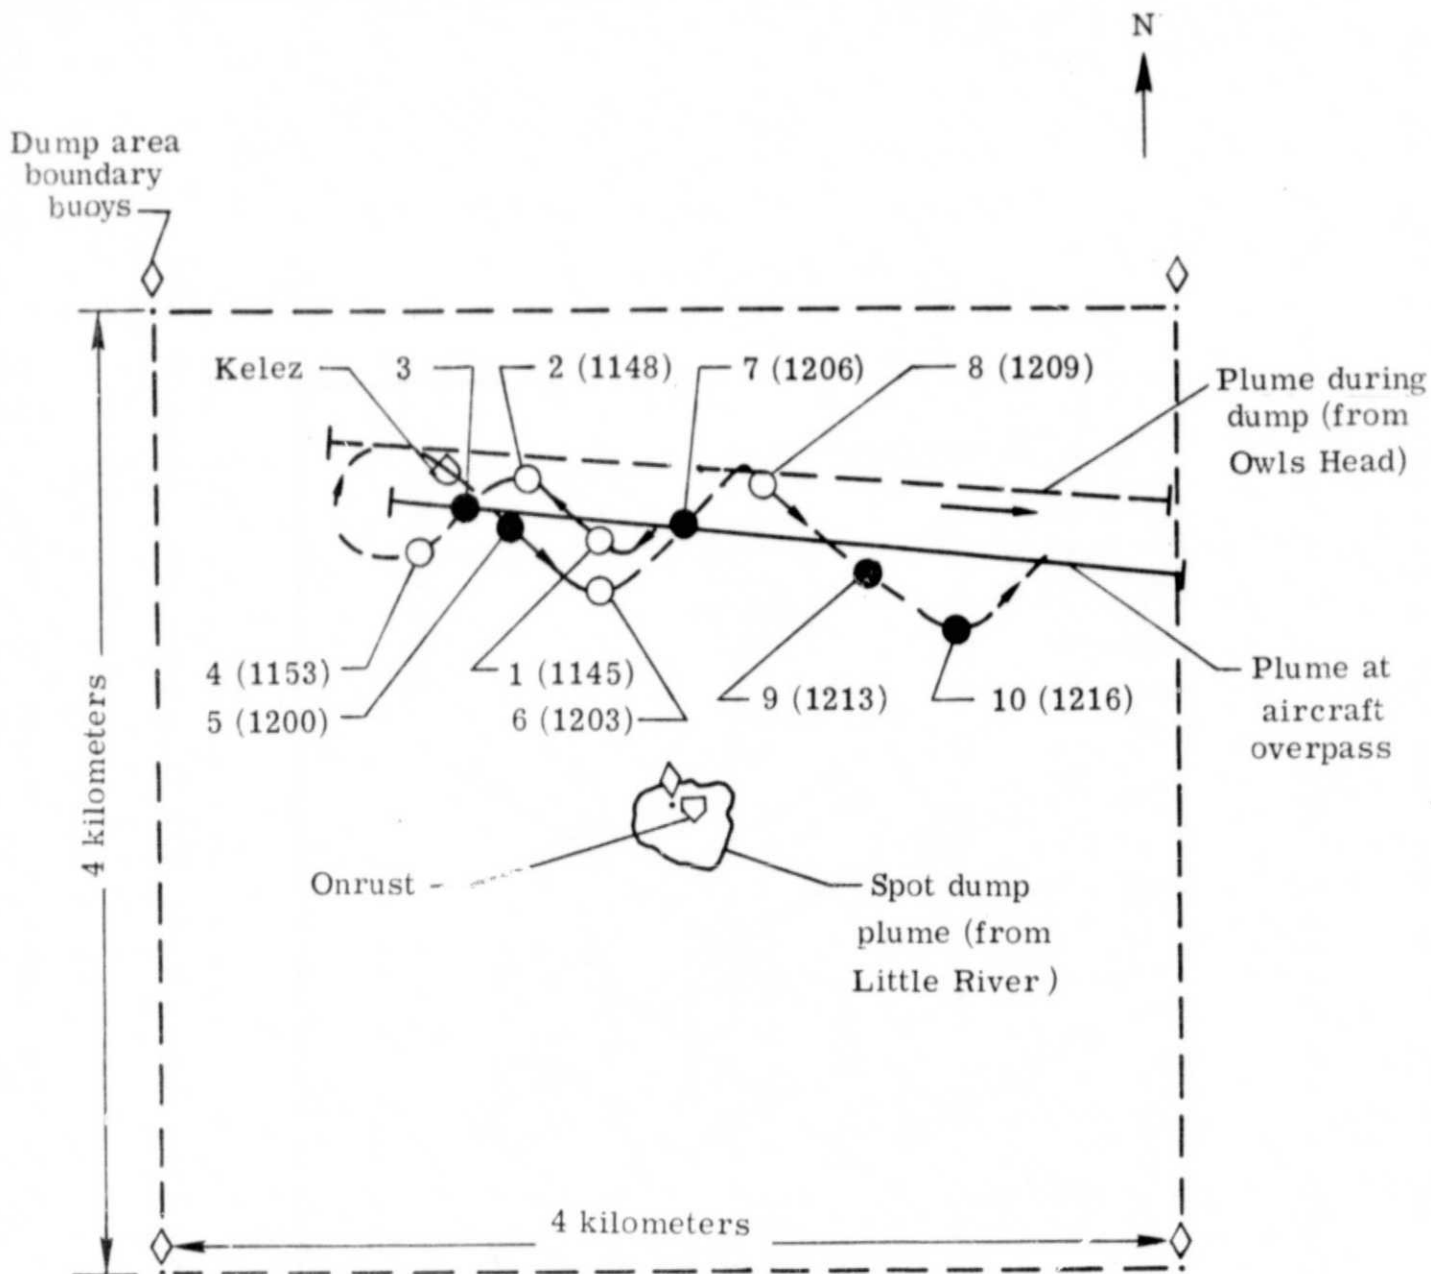 N
Dump area
boundary
buoys
Kelez
3
2 (1148)
7 (1206)
8 (1209)
Plume during
dump (from
Owls Head)
4 (1153)
1 (1145)
5 (1200)
6 (1203)
9 (1213)
10 (1216)
Plume at
aircraft
overpass
4 kilometers
Onrust
Spot dump
plume (from
Little River)
4 kilometers